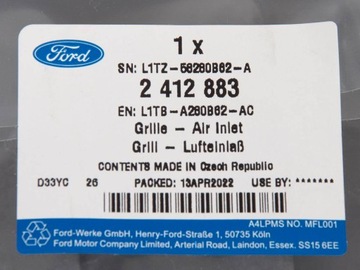 Ford
1 x
SN: L1TZ-58280B62-A
2 412 883
EN: L1TB-A280B62-AC
Grille - Air Inlet
Grill - Lufteinlaß
CONTENTS MADE IN Czech Republic
D33YC 26 PACKED: 13APR2022 USE BY: *******
A4LPMS NO. MFL001
Ford-Werke GmbH, Henry-Ford-Straße 1, 50735 Köln
Ford Motor Company Limited, Arterial Road, Laindon, Essex. SS15 6EE